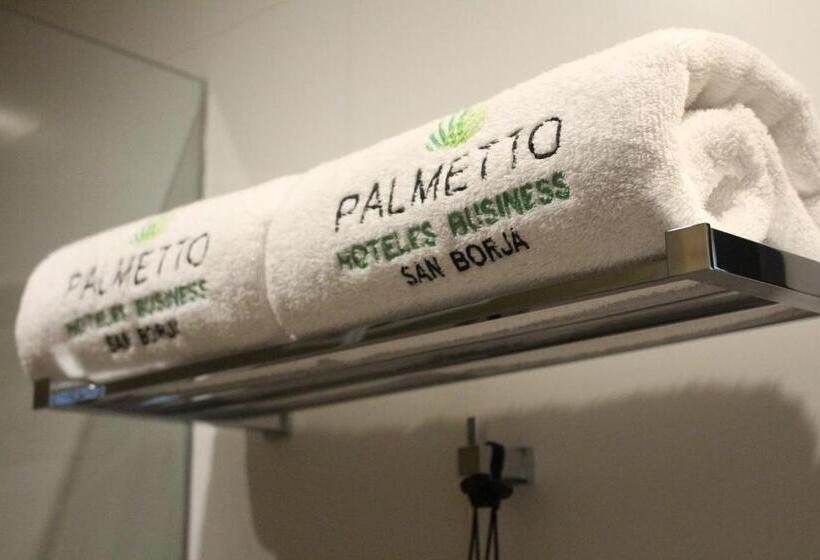 PALMETTO
HOTELES BUSINESS
SAN BORJA
PALMETTO
HOTELES BUSINESS
SAN BORJA